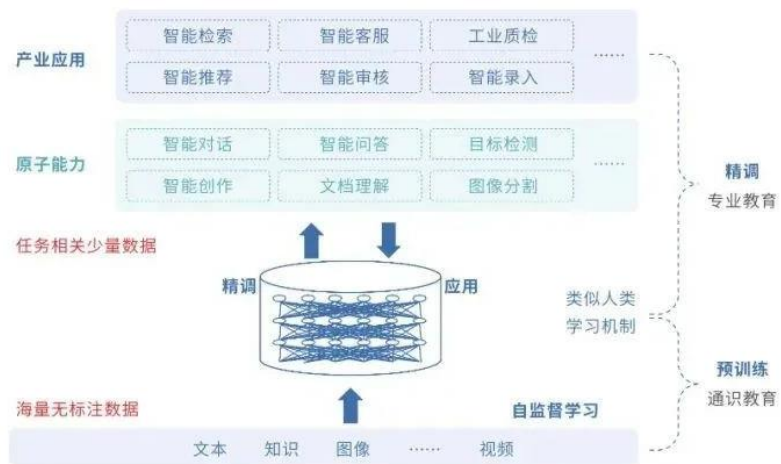 产业应用
智能检索 智能客服 工业质检
智能推荐 智能审核 智能录入
……
原子能力
智能对话 智能问答 目标检测
智能创作 文档理解 图像分割
……
精调
专业教育
任务相关少量数据
精调
应用
类似人类
学习机制
预训练
通识教育
海量无标注数据
自监督学习
文本 知识 图像 …… 视频